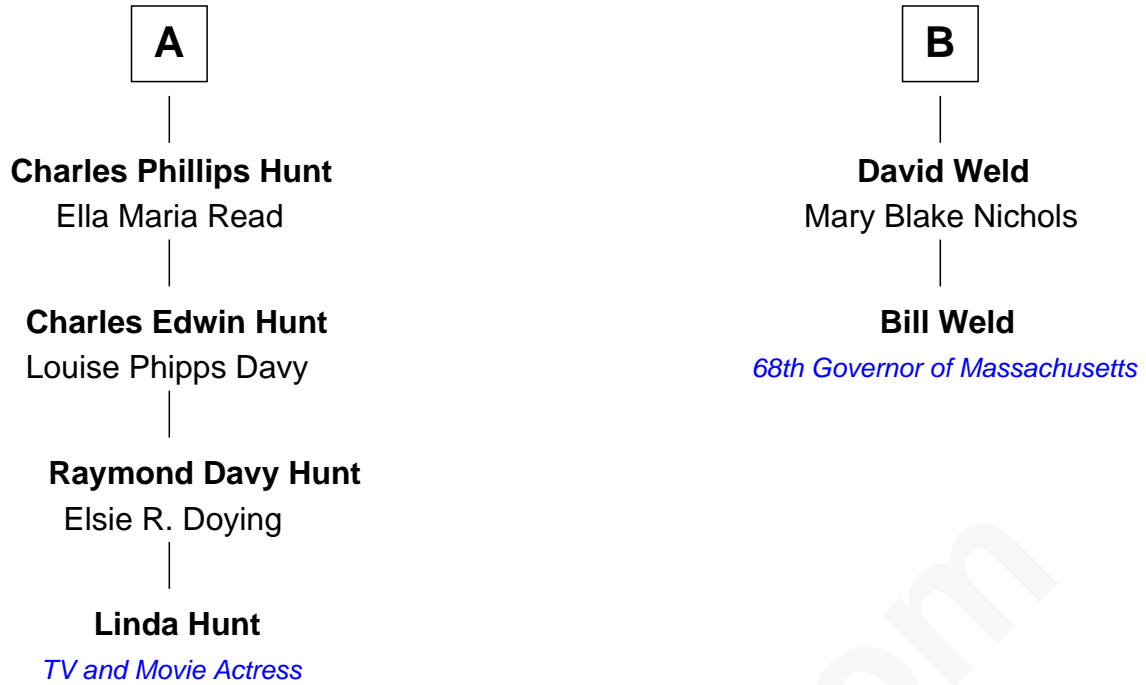 A
Charles Phillips Hunt
Ella Maria Read
Charles Edwin Hunt
Louise Phipps Davy
Raymond Davy Hunt
Elsie R. Doying
Linda Hunt
TV and Movie Actress
B
David Weld
Mary Blake Nichols
Bill Weld
68th Governor of Massachusetts
om